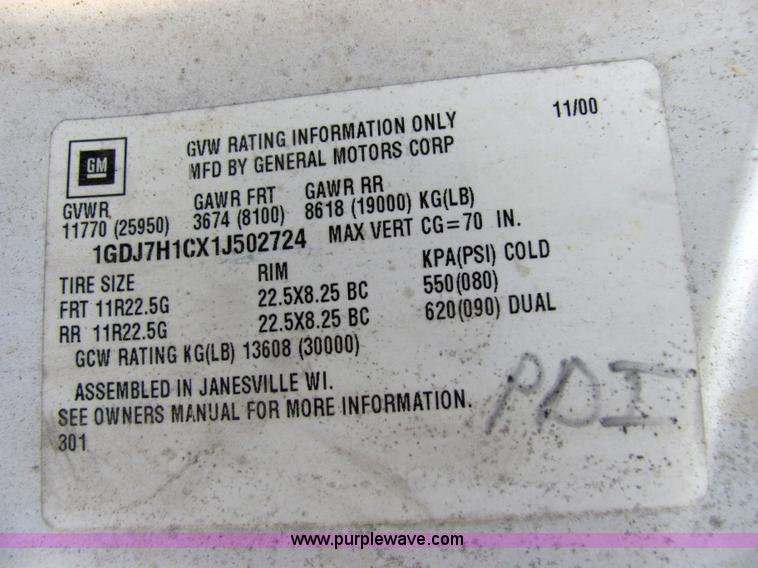 11/00
GM
GVW RATING INFORMATION ONLY
MFD BY GENERAL MOTORS CORP
GVWR GAWR FRT GAWR RR
11770 (25950) 3674 (8100) 8618 (19000) KG(LB)
1GDJ7H1CX1J502724 MAX VERT CG=70 IN.
TIRE SIZE RIM KPA(PSI) COLD
FRT 11R22.5G 22.5X8.25 BC 550(080)
RR 11R22.5G 22.5X8.25 BC 620(090) DUAL
GCW RATING KG(LB) 13608 (30000)
ASSEMBLED IN JANESVILLE WI.
SEE OWNERS MANUAL FOR MORE INFORMATION.
301
PDI
www.purplewave.com